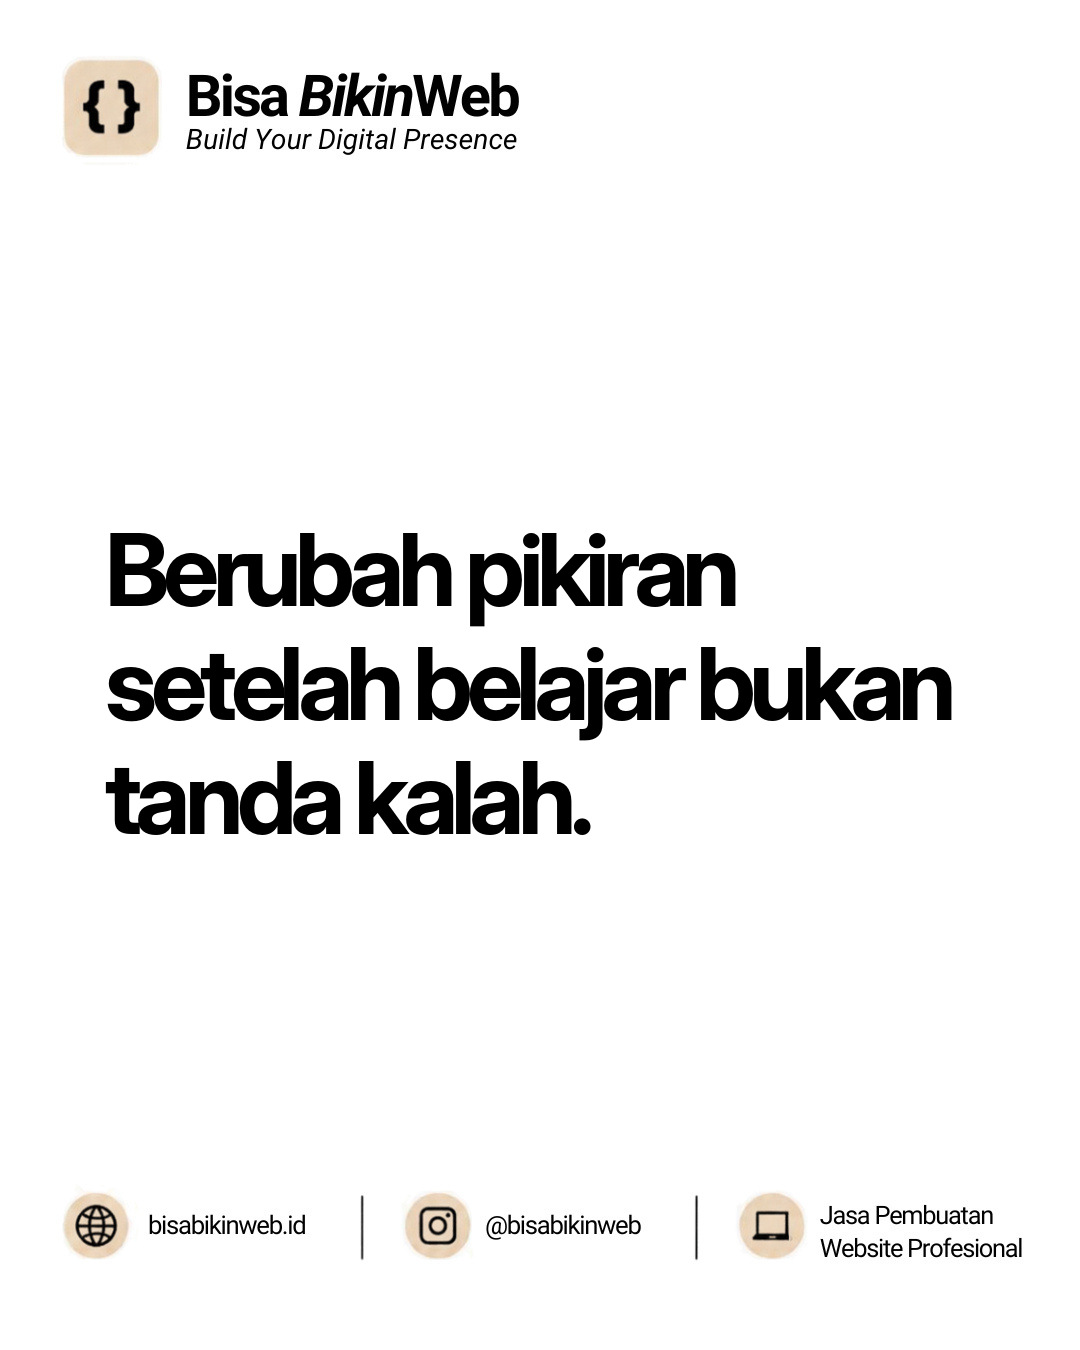 Bisa BikinWeb
Build Your Digital Presence
Berubah pikiran
setelah belajar bukan
tanda kalah.
bisabikinweb.id
@bisabikinweb
Jasa Pembuatan
Website Profesional